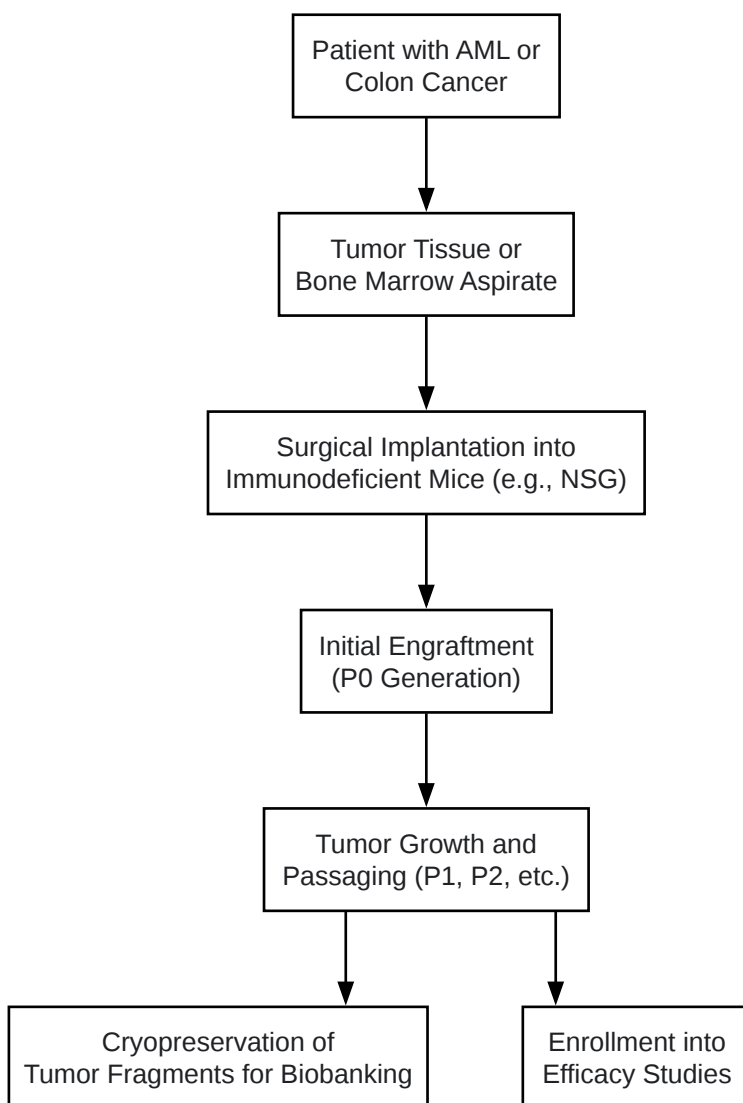 Patient with AML or
Colon Cancer
Tumor Tissue or
Bone Marrow Aspirate
Surgical Implantation into
Immunodeficient Mice (e.g., NSG)
Initial Engraftment
(P0 Generation)
Tumor Growth and
Passaging (P1, P2, etc.)
Cryopreservation of
Tumor Fragments for Biobanking
Enrollment into
Efficacy Studies